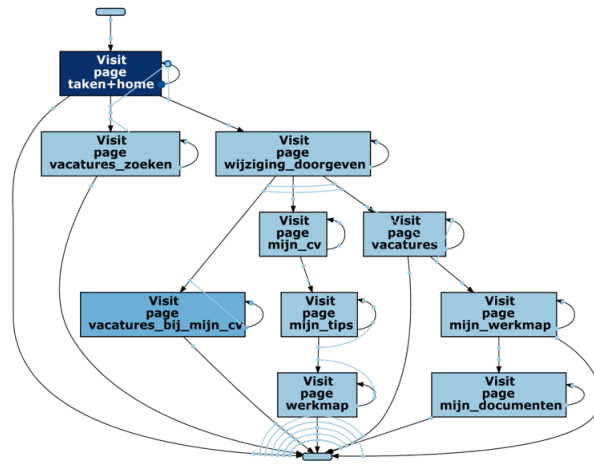 Visit
page
taken+home
Visit
page
vacatures_zoeken
Visit
page
wijziging_doorgeven
Visit
page
mijn_cv
Visit
page
vacatures
Visit
page
vacatures_bij_mijn_cv
Visit
page
mijn_tips
Visit
page
mijn_werkmap
Visit
page
werkmap
Visit
page
mijn_documenten